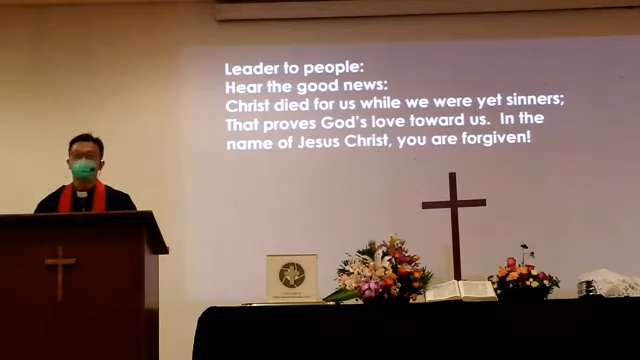 Leader to people:
Hear the good news:
Christ died for us while we were yet sinners;
That proves God's love toward us.  In the
name of Jesus Christ, you are forgiven!